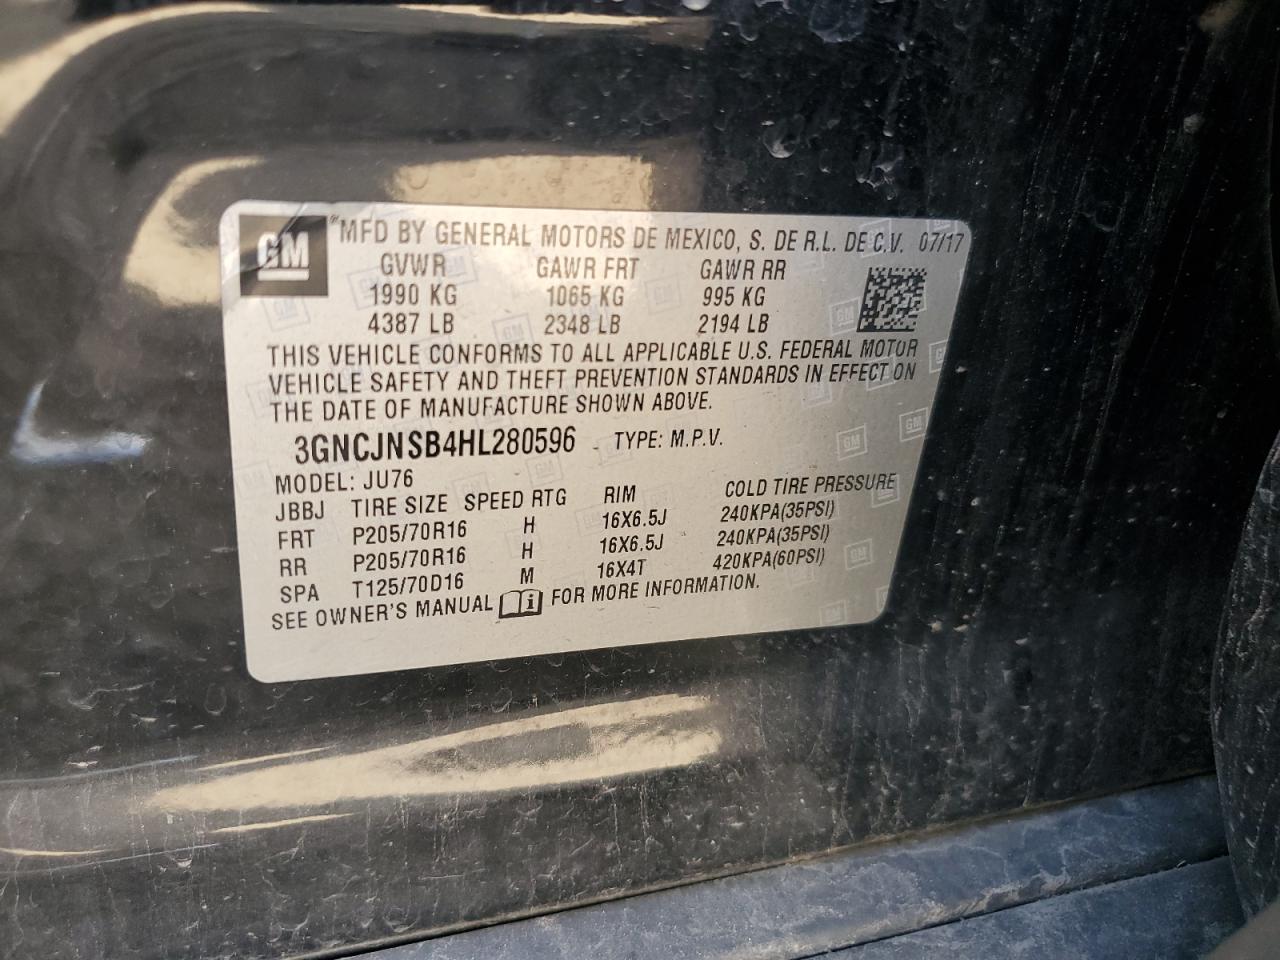 GM
®MFD BY GENERAL MOTORS DE MEXICO, S. DE R.L. DE C.V. 07/17
GVWR GAWR FRT GAWR RR
1990 KG 1065 KG 995 KG
4387 LB 2348 LB 2194 LB
THIS VEHICLE CONFORMS TO ALL APPLICABLE U.S. FEDERAL MOTOR
VEHICLE SAFETY AND THEFT PREVENTION STANDARDS IN EFFECT ON
THE DATE OF MANUFACTURE SHOWN ABOVE.
3GNCJNSB4HL280596 TYPE: M.P.V.
MODEL: JU76
JBBJ TIRE SIZE SPEED RTG RIM COLD TIRE PRESSURE
FRT P205/70R16 H 16X6.5J 240KPA(35PSI)
RR P205/70R16 H 16X6.5J 240KPA(35PSI)
SPA T125/70D16 M 16X4T 420KPA(60PSI)
SEE OWNER'S MANUAL i FOR MORE INFORMATION.